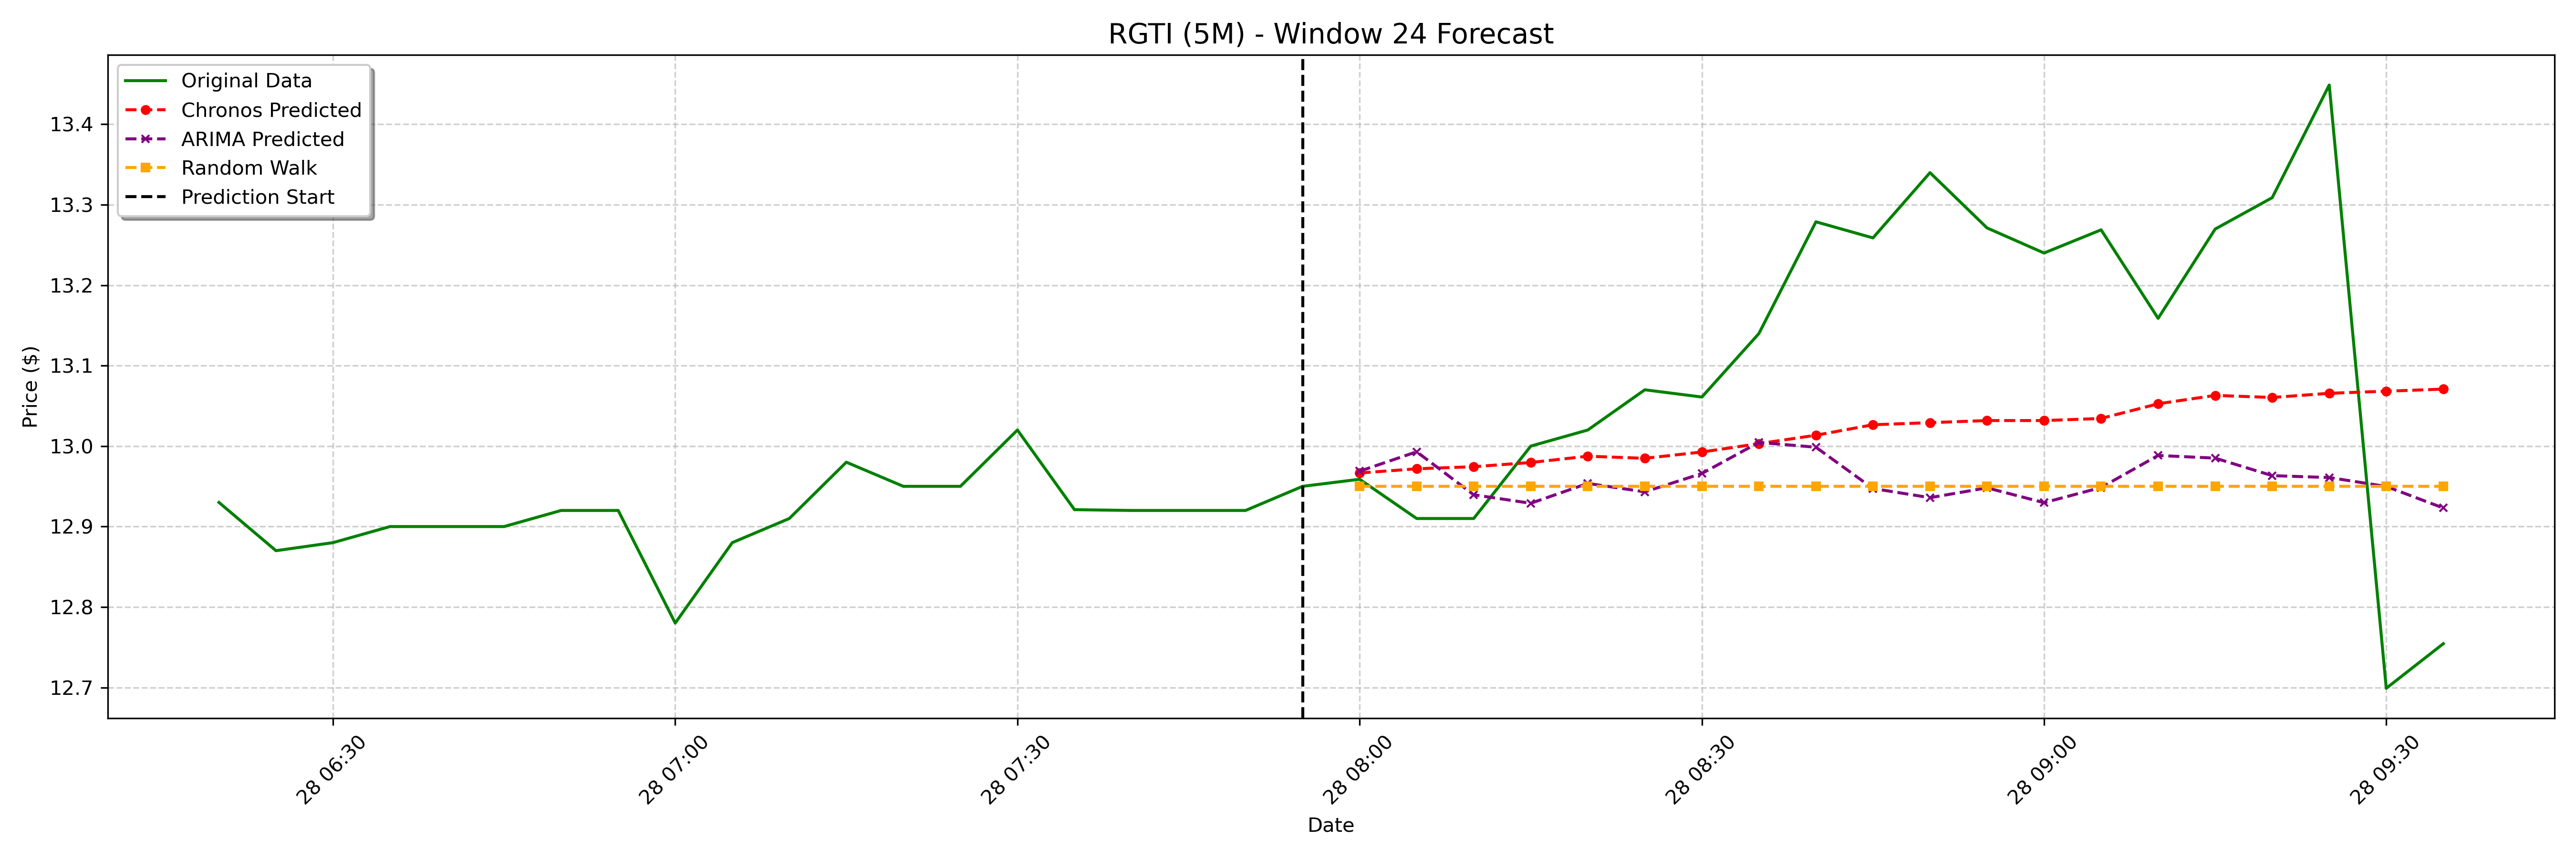 RGTI (5M) - Window 24 Forecast
Original Data
Chronos Predicted
ARIMA Predicted
Random Walk
Prediction Start
Price ($)
13.4
13.3
13.2
13.1
13.0
12.9
12.8
12.7
28 06:30
28 07:00
28 07:30
28 08:00
28 08:30
28 09:00
28 09:30
Date